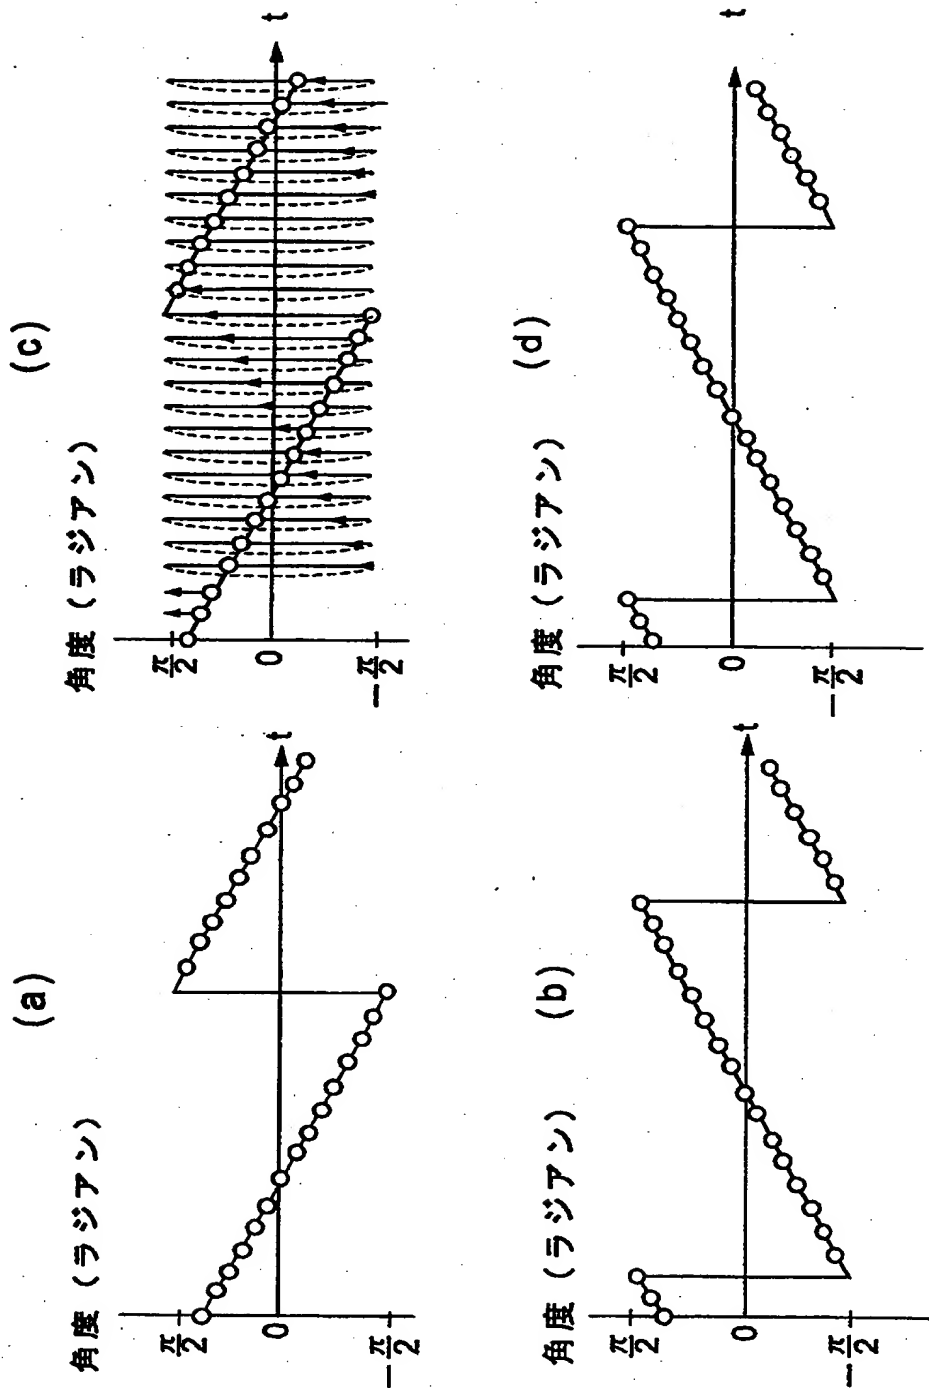 (a)
角度 (ラジアン)
π/2
0
-π/2
t
(b)
角度 (ラジアン)
π/2
0
-π/2
t
(c)
角度 (ラジアン)
π/2
0
-π/2
t
(d)
角度 (ラジアン)
π/2
0
-π/2
t